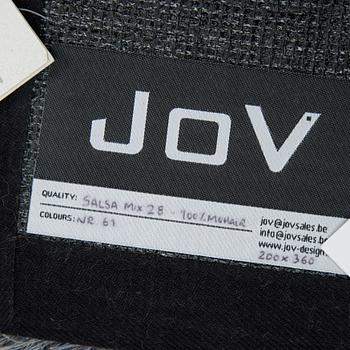 JoV
QUALITY: SALSA MIX 28 - 100% MOHAIR
COLOURS: NR. 61
jov@jovsales.be
info@jovsales.be
www.jov-design
200 x 360